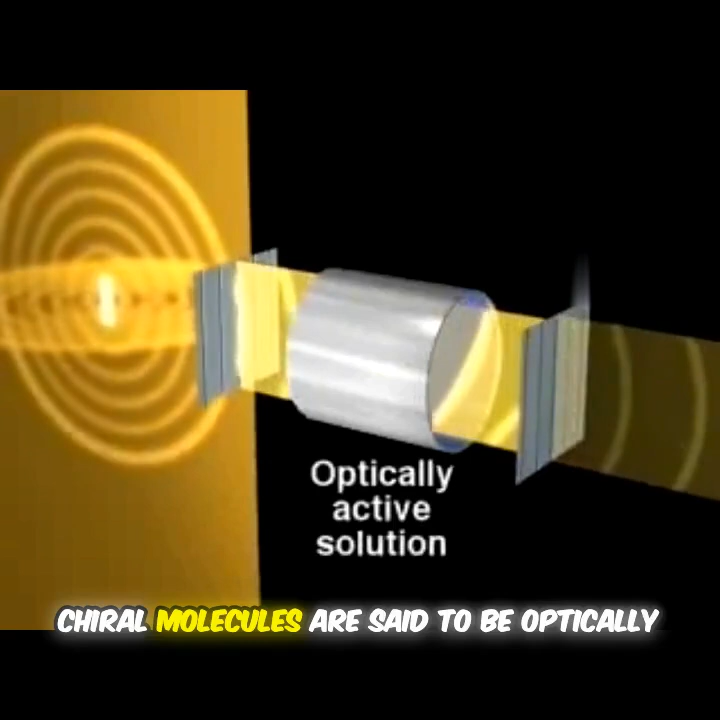 Optically
active
solution
CHIRAL MOLECULES ARE SAID TO BE OPTICALLY